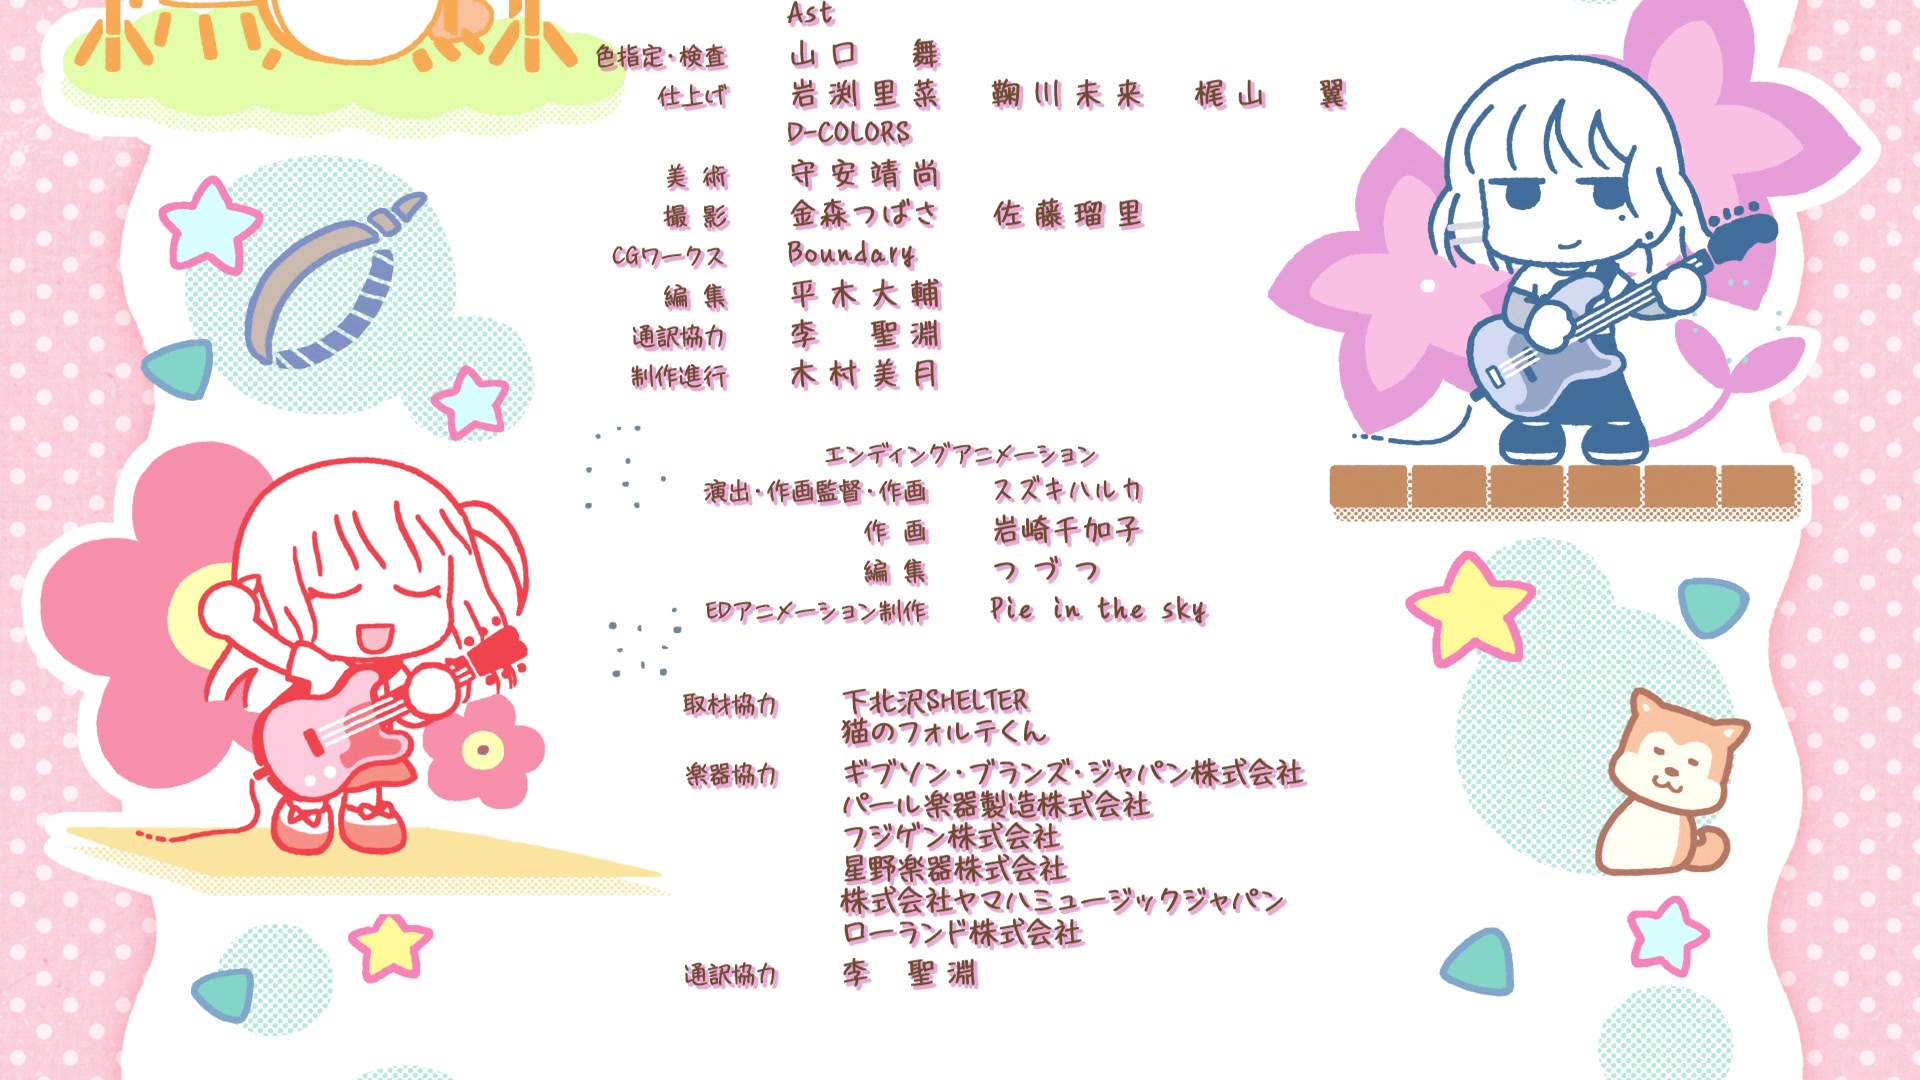 Ast
色指定・検査 山口 舞
仕上げ 岩渕里菜 鞠川未来 梶山 翼
D-COLORS
美術 守安靖尚
撮影 金森つばさ 佐藤瑠里
CGワークス Boundary
編集 平木大輔
通訳協力 李 聖淵
制作進行 木村美月
エンディングアニメーション
演出・作画監督・作画 スズキハルカ
作画 岩崎千加子
編集 つづつ
EDアニメーション制作 Pie in the sky
取材協力 下北沢SHELTER
猫のフォルテくん
楽器協力 ギブソン・ブランズ・ジャパン株式会社
パール楽器製造株式会社
フジゲン株式会社
星野楽器株式会社
株式会社ヤマハミュージックジャパン
ローランド株式会社
通訳協力 李 聖淵